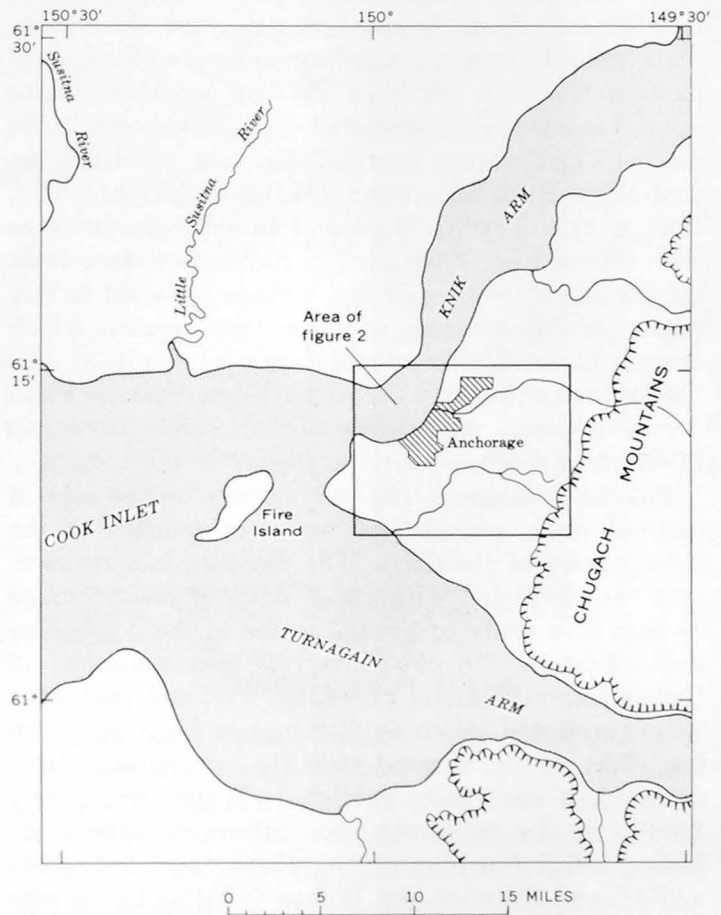 150°30'
150°
149°30'
61°
30'
Susitna
River
Little Susitna River
KNIK ARM
Area of
figure 2
61°
15'
Anchorage
CHUGACH MOUNTAINS
COOK INLET
Fire
Island
TURNAGAIN ARM
61°
0 5 10 15 MILES